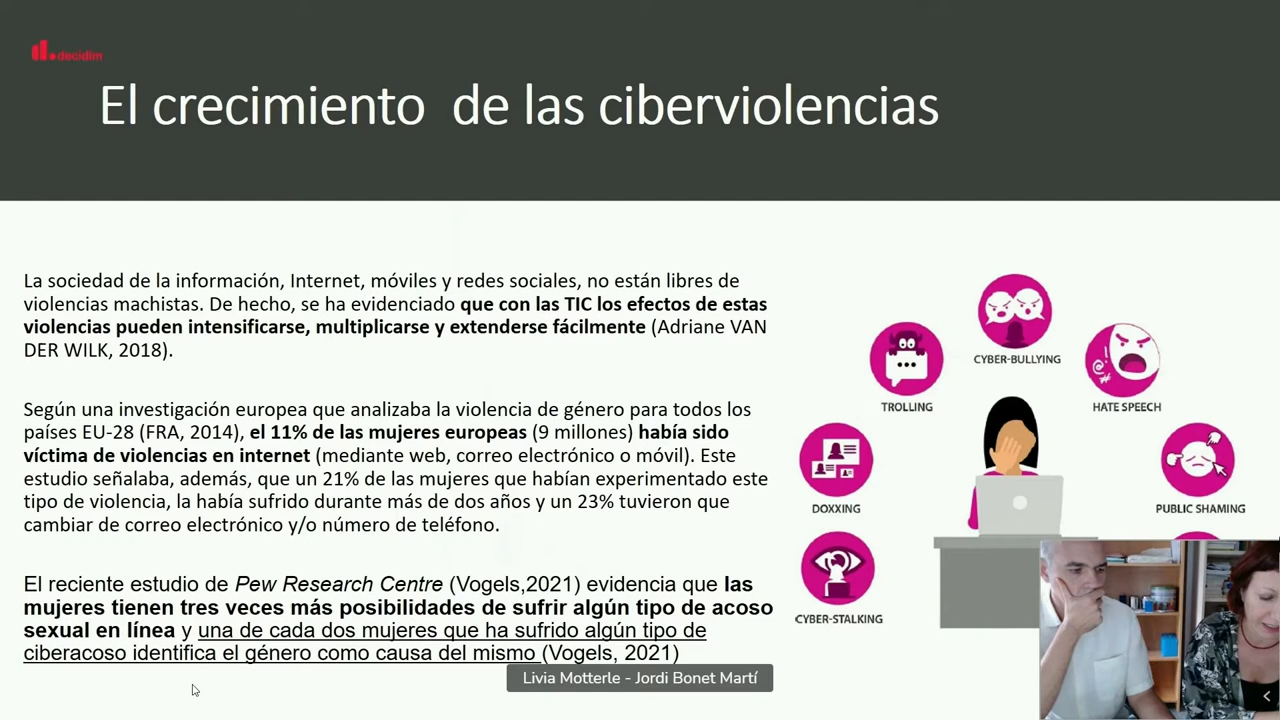 decidim
El crecimiento de las ciberviolencias
La sociedad de la información, Internet, móviles y redes sociales, no están libres de
violencias machistas. De hecho, se ha evidenciado que con las TIC los efectos de estas
violencias pueden intensificarse, multiplicarse y extenderse fácilmente (Adriane VAN
DER WILK, 2018).
Según una investigación europea que analizaba la violencia de género para todos los
países EU-28 (FRA, 2014), el 11% de las mujeres europeas (9 millones) había sido
víctima de violencias en internet (mediante web, correo electrónico o móvil). Este
estudio señalaba, además, que un 21% de las mujeres que habían experimentado este
tipo de violencia, la había sufrido durante más de dos años y un 23% tuvieron que
cambiar de correo electrónico y/o número de teléfono.
El reciente estudio de Pew Research Centre (Vogels,2021) evidencia que las
mujeres tienen tres veces más posibilidades de sufrir algún tipo de acoso
sexual en línea y una de cada dos mujeres que ha sufrido algún tipo de
ciberacoso identifica el género como causa del mismo (Vogels, 2021)
CYBER-BULLYING
TROLLING
HATE SPEECH
DOXXING
PUBLIC SHAMING
CYBER-STALKING
Livia Motterle - Jordi Bonet Martí